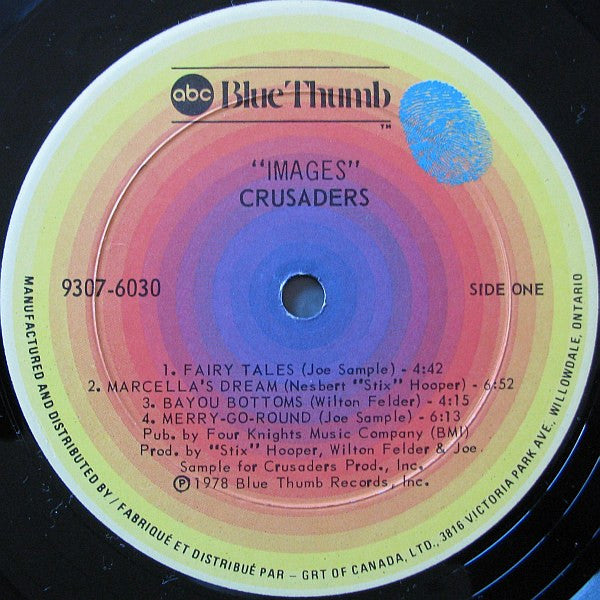 abc Blue Thumb
TM
"IMAGES"
CRUSADERS
9307-6030
SIDE ONE
1. FAIRY TALES (Joe Sample) - 4:42
2. MARCELLA'S DREAM (Nesbert "Stix" Hooper) - 6:52
3. BAYOU BOTTOMS (Wilton Felder) - 4:15
4. MERRY-GO-ROUND (Joe Sample) - 6:13
Pub. by Four Knights Music Company (BMI)
Prod. by "Stix" Hooper, Wilton Felder & Joe
Sample for Crusaders Prod., Inc.
℗ 1978 Blue Thumb Records, Inc.
MANUFACTURED AND DISTRIBUTED BY / FABRIQUÉ ET DISTRIBUÉ PAR – GRT OF CANADA, LTD., 3816 VICTORIA PARK AVE., WILLOWDALE, ONTARIO